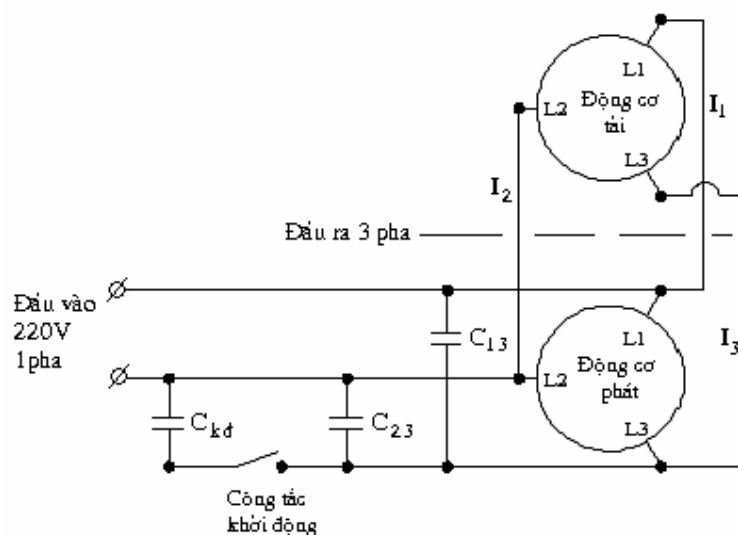 L1
Động cơ
tải
L2
L3
I1
I2
Đầu ra 3 pha
Đầu vào
220V
1pha
C13
L1
Động cơ
phát
L2
L3
I3
Ckđ
C23
Công tắc
khởi động